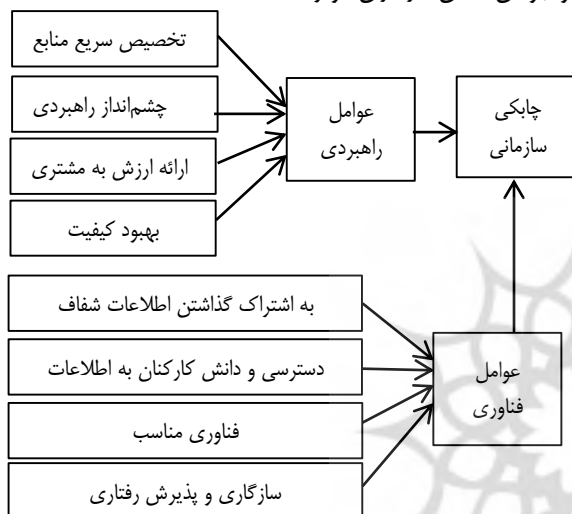 تخصیص سریع منابع
چشم‌انداز راهبردی
ارائه ارزش به مشتری
بهبود کیفیت
عوامل
راهبردی
چابکی
سازمانی
به اشتراک گذاشتن اطلاعات شفاف
دسترسی و دانش کارکنان به اطلاعات
فناوری مناسب
سازگاری و پذیرش رفتاری
عوامل
فناوری